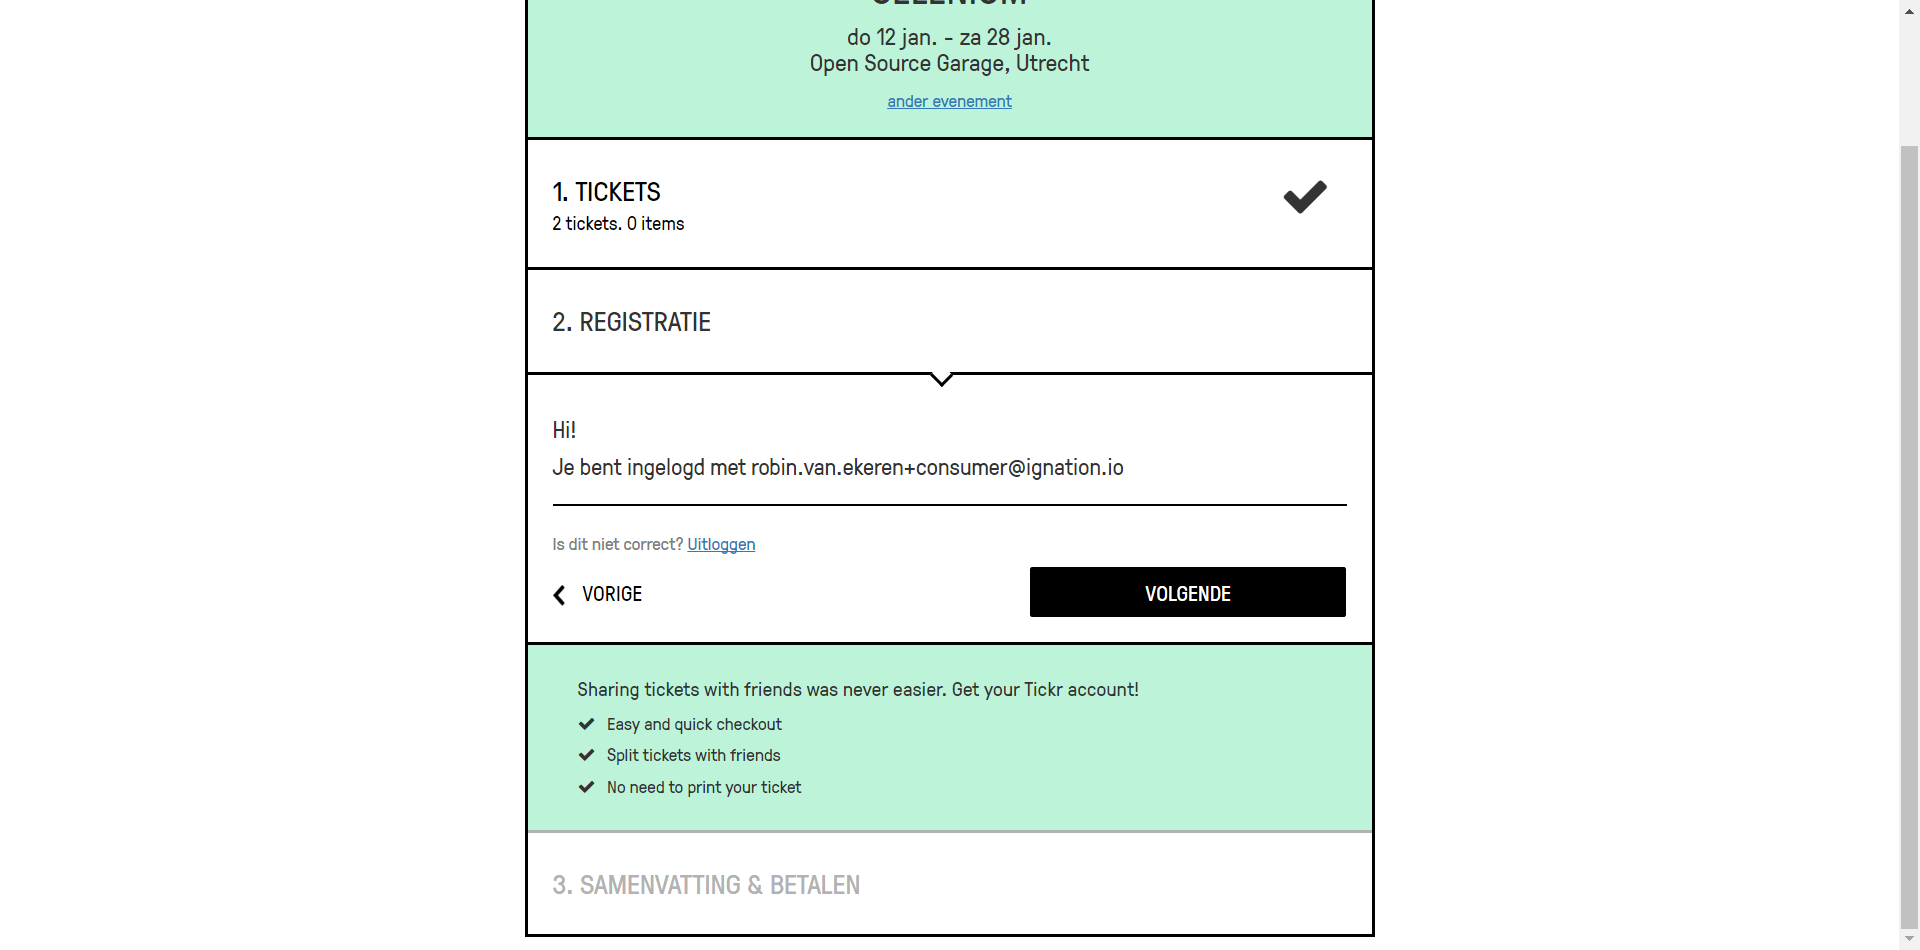 do 12 jan. - za 28 jan.
Open Source Garage, Utrecht
ander evenement
1. TICKETS
2 tickets. 0 items
2. REGISTRATIE
Hi!
Je bent ingelogd met robin.van.ekeren+consumer@ignation.io
Is dit niet correct? Uitloggen
VORIGE
VOLGENDE
Sharing tickets with friends was never easier. Get your Tickr account!
Easy and quick checkout
Split tickets with friends
No need to print your ticket
3. SAMENVATTING & BETALEN